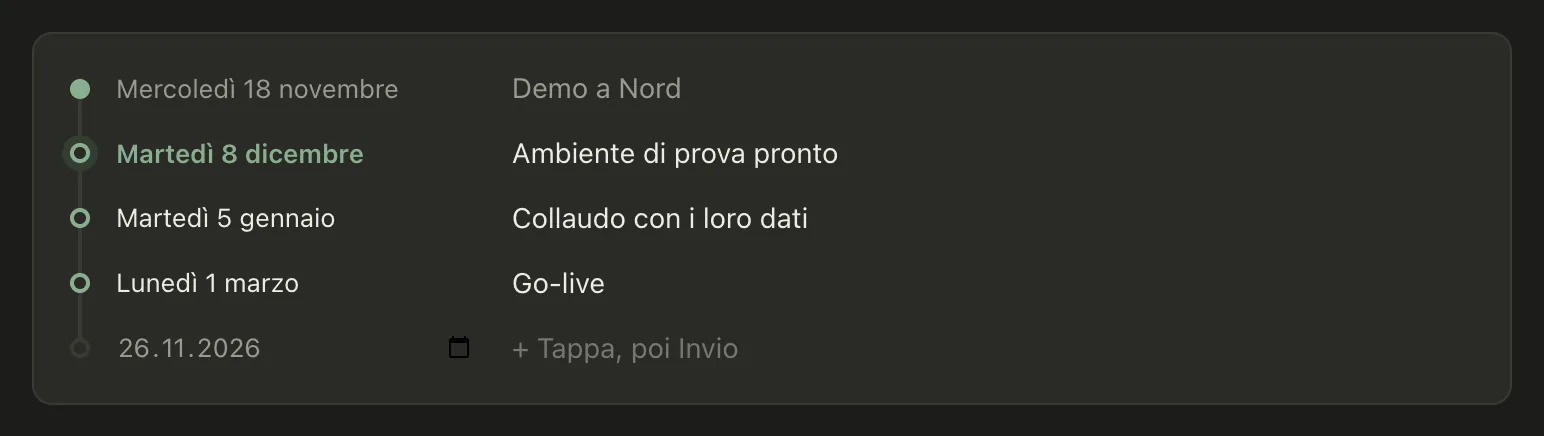 Mercoledì 18 novembre Demo a Nord
Martedì 8 dicembre Ambiente di prova pronto
Martedì 5 gennaio Collaudo con i loro dati
Lunedì 1 marzo Go-live
26.11.2026 + Tappa, poi Invio